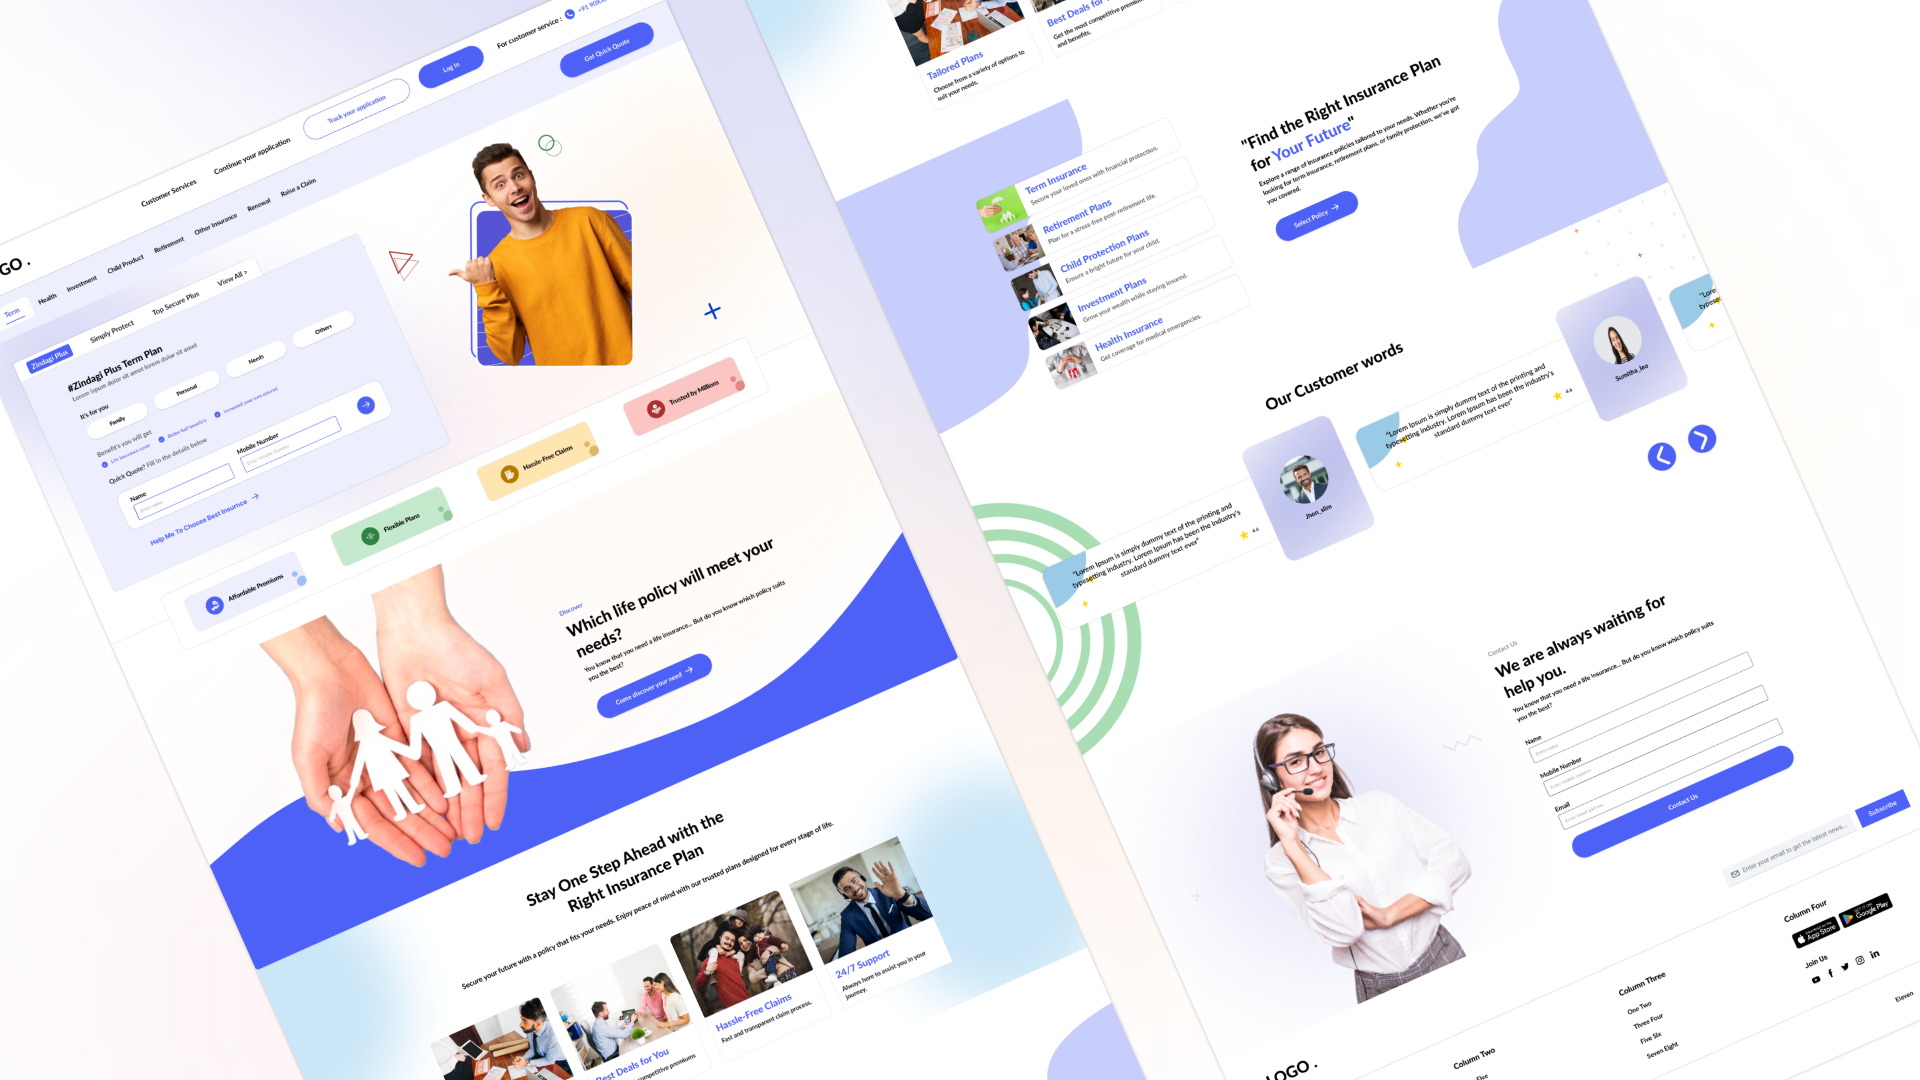 GO .
Customer Services
Continue your application
Track your application
Log In
For customer service :
Get Quick Quote
Term
Health
Investment
Child Product
Retirement
Other Insurance
Renewal
Raise a Claim
Zindagi Plus
Simply Protect
Top Secure Plus
View All >
#Zindagi Plus Term Plan
Lorem ipsum dolor sit amet lorem dolor sit amet
It's for you
Family
Personal
Needs
Others
Benefit's you will get
Life insurance cover
Better half benefit's
Increased your sum assured
Quick Quote? Fill in the details below
Name
Enter name
Mobile Number
Enter Mobile Number
Help Me To Choose Best Insurnce
Affordable Premiums
Flexible Plans
Hassle-Free Claims
Trusted by Millions
Discover
Which life policy will meet your
needs?
You know that you need a life insurance... But do you know which policy suits
you the best?
Come discover your need
Stay One Step Ahead with the
Right Insurance Plan
Secure your future with a policy that fits your needs. Enjoy peace of mind with our trusted plans designed for every stage of life.
Best Deals for You
competitive premiums
Hassle-Free Claims
Fast and transparent claim process.
24/7 Support
Always here to assist you in your
journey.
Tailored Plans
Choose from a variety of options to
suit your needs.
Best Deals for
Get the most competitive premiums
and benefits.
Term Insurance
Secure your loved ones with financial protection.
Retirement Plans
Plan for a stress-free post-retirement life.
Child Protection Plans
Ensure a bright future for your child.
Investment Plans
Grow your wealth while staying insured.
Health Insurance
Get coverage for medical emergencies.
"Find the Right Insurance Plan
for Your Future"
Explore a range of insurance policies tailored to your needs. Whether you're
looking for term insurance, retirement plans, or family protection, we've got
you covered.
Select Policy
Our Customer words
"Lorem Ipsum is simply dummy text of the printing and
typesetting industry. Lorem Ipsum has been the industry's
standard dummy text ever"
4.6
Jhon_slim
"Lorem Ipsum is simply dummy text of the printing and
typesetting industry. Lorem Ipsum has been the industry's
standard dummy text ever"
4.6
Sumitha_leo
"Lore
typeset
Contact Us
We are always waiting for
help you.
You know that you need a life insurance... But do you know which policy suits
you the best?
Name
Enter name
Mobile Number
Enter mobile number
Email
Enter email address
Contact Us
Enter your email to get the latest news...
Subscribe
LOGO .
Column Two
Five
Column Three
One Two
Three Four
Five Six
Seven Eight
Column Four
App Store
GET IT ON
Google Play
Join Us
Eleven